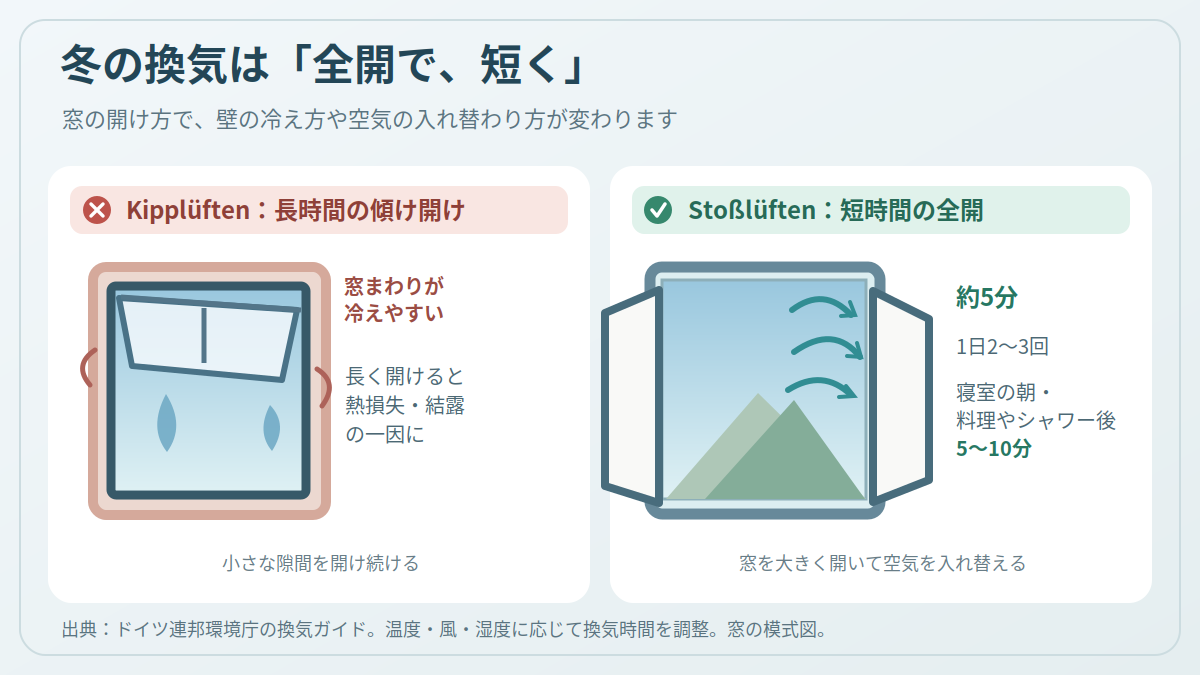 冬の換気は「全開で、短く」
窓の開け方で、壁の冷え方や空気の入れ替わり方が変わります
Kipplüften：長時間の傾け開け
窓まわりが
冷えやすい
長く開けると
熱損失・結露
の一因に
小さな隙間を開け続ける
Stoßlüften：短時間の全開
約5分
1日2〜3回
寝室の朝・
料理やシャワー後
5〜10分
窓を大きく開いて空気を入れ替える
出典：ドイツ連邦環境庁の換気ガイド。温度・風・湿度に応じて換気時間を調整。窓の模式図。